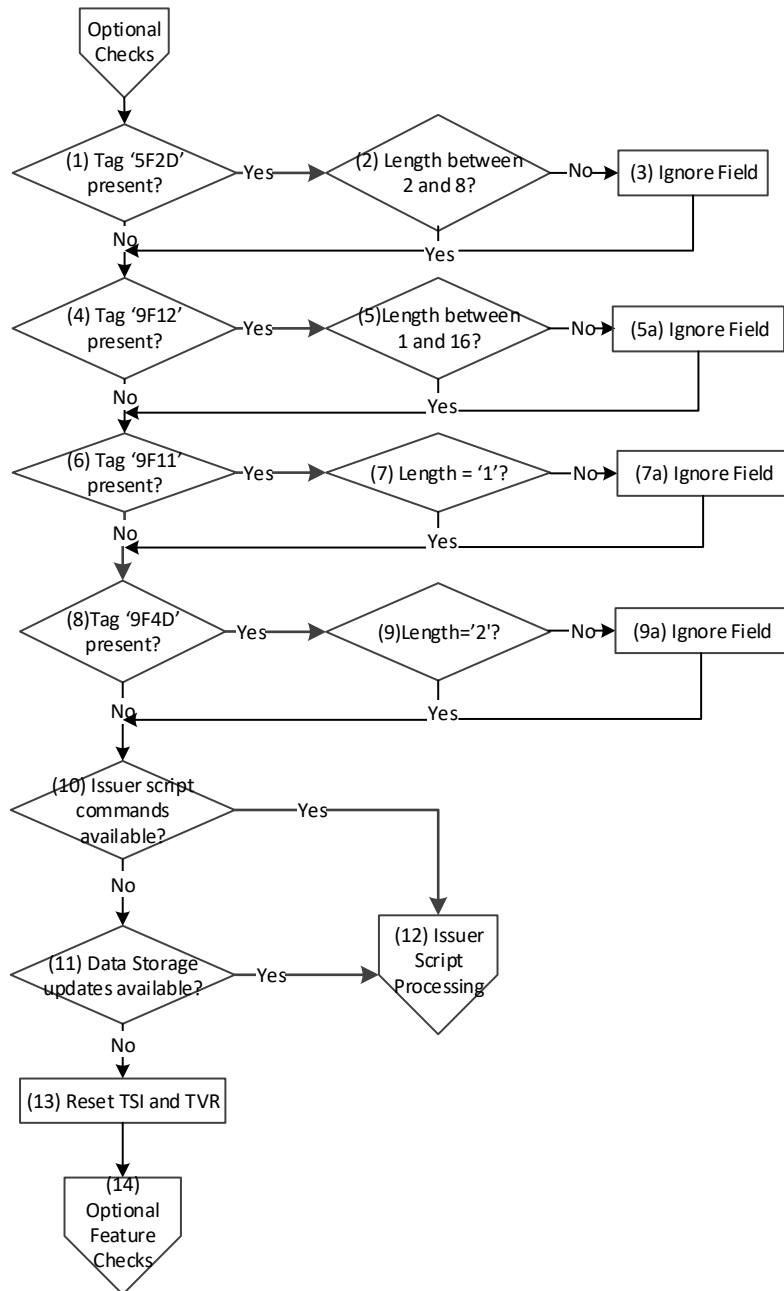 Optional
Checks
(1) Tag ‘5F2D’
present?
Yes
(2) Length between
2 and 8?
No
(3) Ignore Field
No
Yes
(4) Tag ‘9F12’
present?
Yes
(5)Length between
1 and 16?
No
(5a) Ignore Field
No
Yes
(6) Tag ‘9F11’
present?
Yes
(7) Length = ‘1’?
No
(7a) Ignore Field
No
Yes
(8)Tag ‘9F4D’
present?
Yes
(9)Length=’2'?
No
(9a) Ignore Field
No
Yes
(10) Issuer script
commands
available?
Yes
No
(11) Data Storage
updates available?
Yes
(12) Issuer
Script
Processing
No
(13) Reset TSI and TVR
(14)
Optional
Feature
Checks